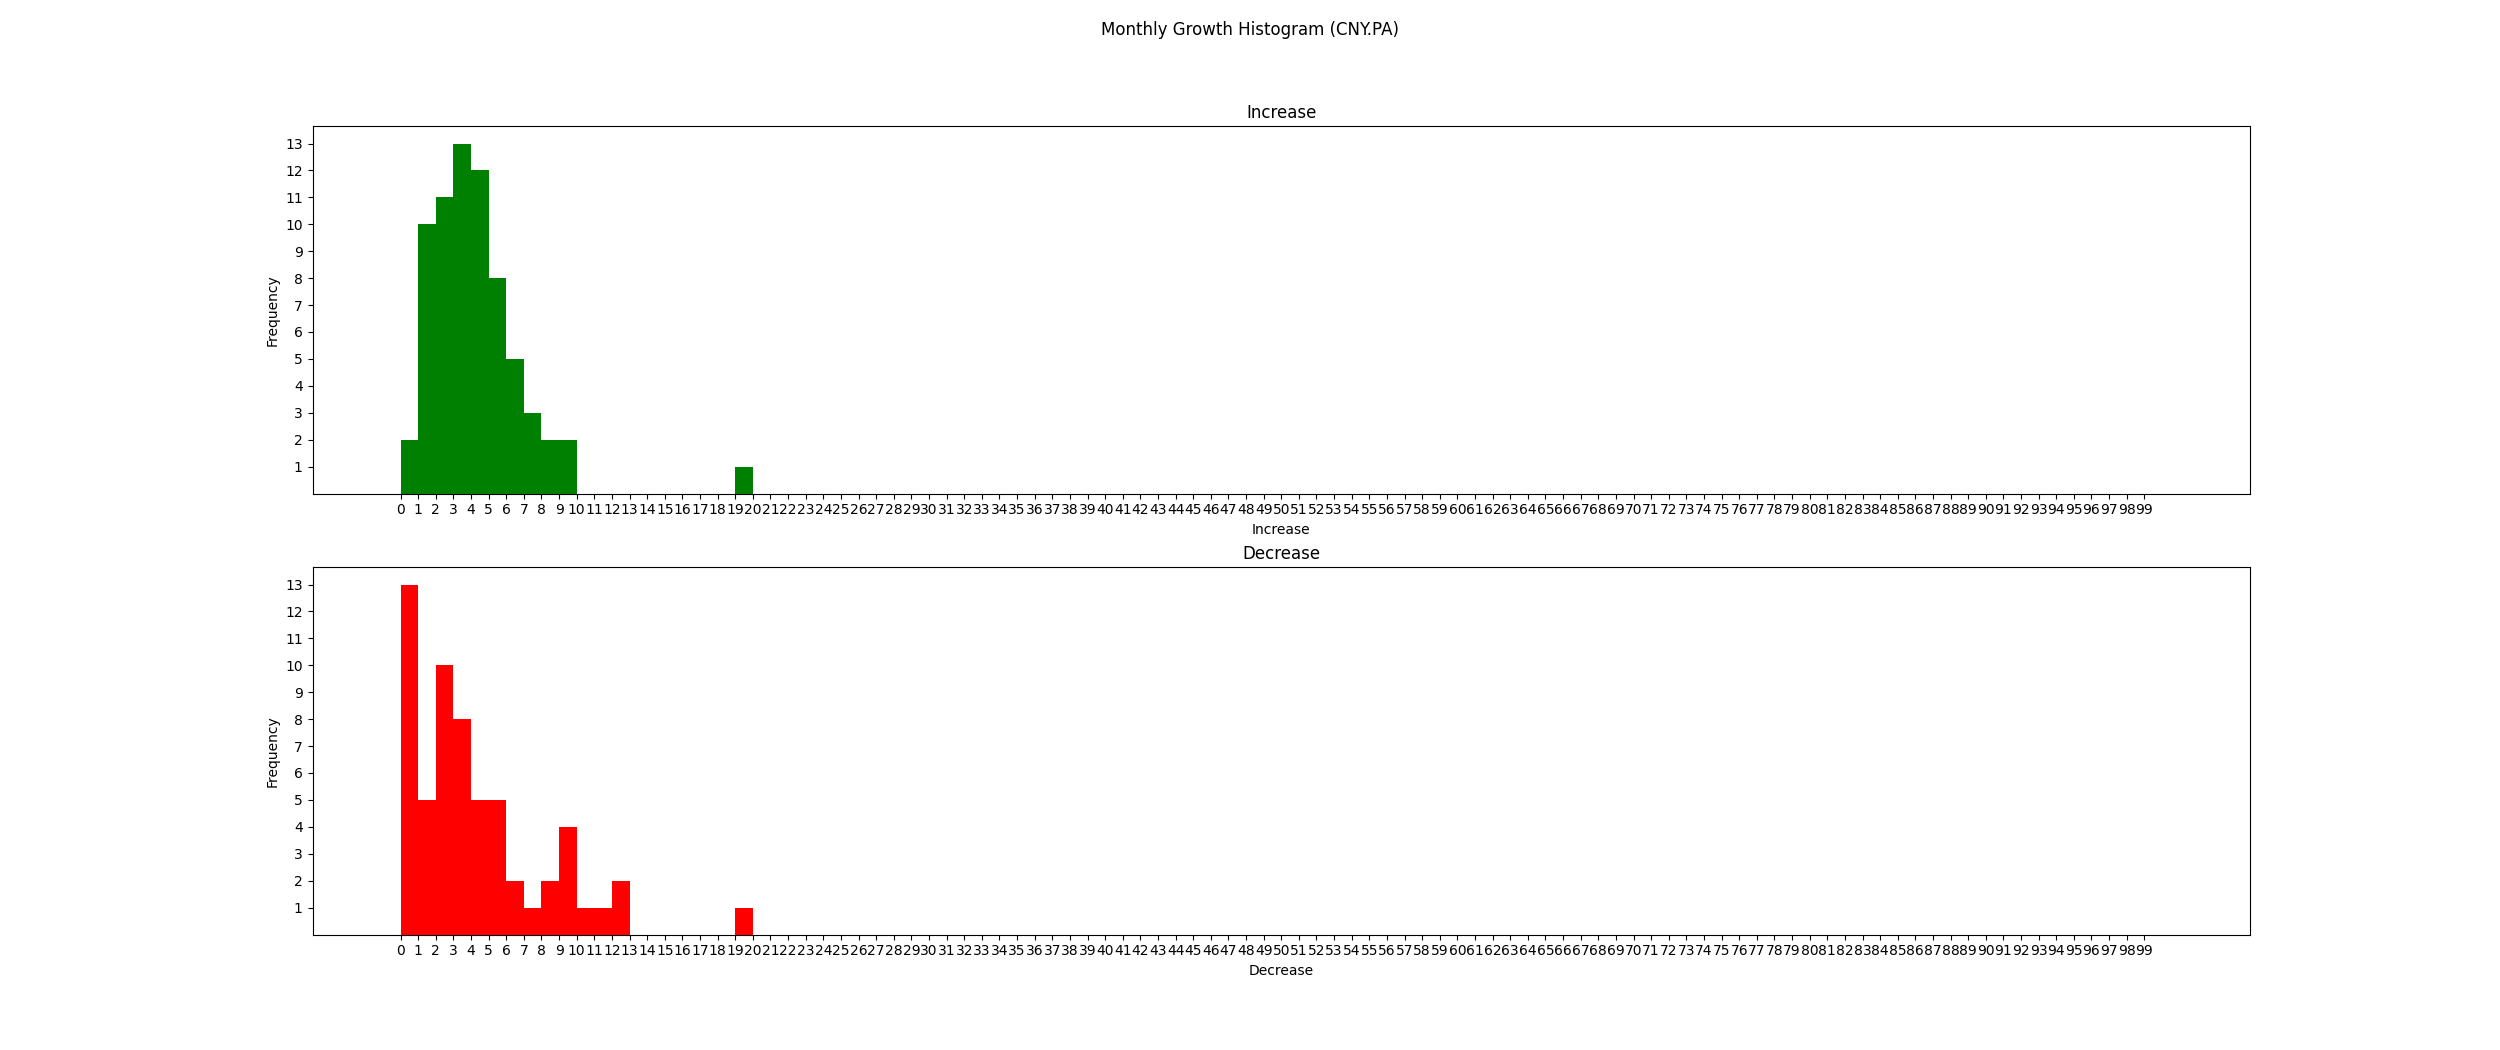 Monthly Growth Histogram (CNY.PA)
Increase
13
12
11
10
9
8
7
6
5
4
3
2
1
Frequency
0 1 2 3 4 5 6 7 8 9 10 11 12 13 14 15 16 17 18 19 20 21 22 23 24 25 26 27 28 29 30 31 32 33 34 35 36 37 38 39 40 41 42 43 44 45 46 47 48 49 50 51 52 53 54 55 56 57 58 59 60 61 62 63 64 65 66 67 68 69 70 71 72 73 74 75 76 77 78 79 80 81 82 83 84 85 86 87 88 89 90 91 92 93 94 95 96 97 98 99
Increase
Decrease
13
12
11
10
9
8
7
6
5
4
3
2
1
Frequency
0 1 2 3 4 5 6 7 8 9 10 11 12 13 14 15 16 17 18 19 20 21 22 23 24 25 26 27 28 29 30 31 32 33 34 35 36 37 38 39 40 41 42 43 44 45 46 47 48 49 50 51 52 53 54 55 56 57 58 59 60 61 62 63 64 65 66 67 68 69 70 71 72 73 74 75 76 77 78 79 80 81 82 83 84 85 86 87 88 89 90 91 92 93 94 95 96 97 98 99
Decrease